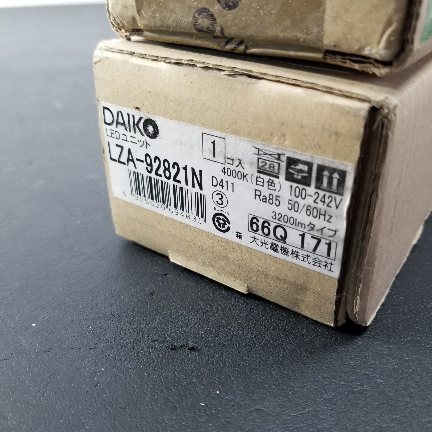 DAIKO
LEDユニット
LZA-92821N
1 コ入
28
4000K(白色) 100-242V
D411 Ra85 50/60Hz
3
3200lmタイプ
66Q 171
大光電機株式会社